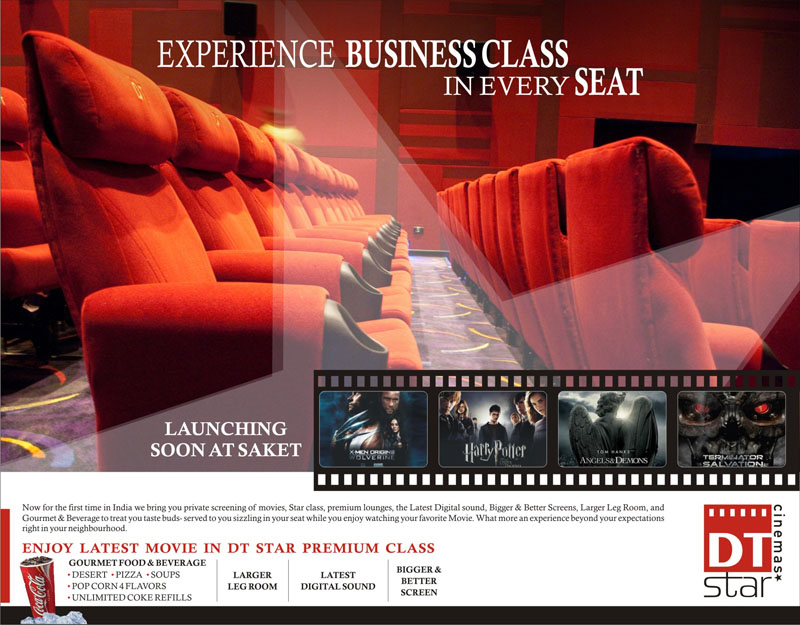 EXPERIENCE BUSINESS CLASS
IN EVERY SEAT
LAUNCHING
SOON AT SAKET
X-MEN ORIGINS
WOLVERINE
Harry Potter
TOM HANKS
ANGELS & DEMONS
TERMINATOR
SALVATION
Now for the first time in India we bring you private screening of movies, Star class, premium lounges, the Latest Digital sound, Bigger & Better Screens, Larger Leg Room, and
Gourmet & Beverage to treat you taste buds- served to you sizzling in your seat while you enjoy watching your favorite Movie. What more an experience beyond your expectations
right in your neighbourhood.
ENJOY LATEST MOVIE IN DT STAR PREMIUM CLASS
GOURMET FOOD & BEVERAGE
• DESERT • PIZZA • SOUPS
• POP CORN 4 FLAVORS
• UNLIMITED COKE REFILLS
LARGER
LEG ROOM
LATEST
DIGITAL SOUND
BIGGER &
BETTER
SCREEN
Coca-Cola
DT
star
cinemas